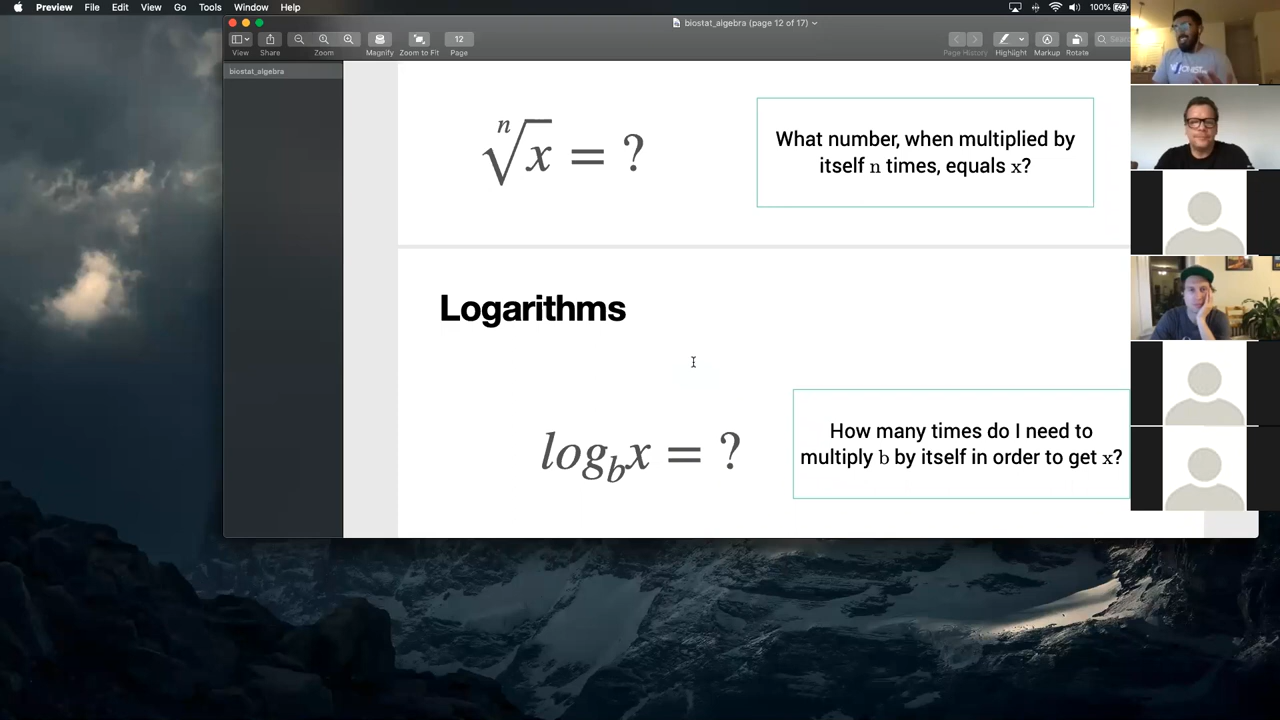 Preview File Edit View Go Tools Window Help
100%
biostat_algebra (page 12 of 17)
12
View Share Zoom Magnify Zoom to Fit Page
Page History Highlight Markup Rotate
biostat_algebra
n√x = ?
What number, when multiplied by
itself n times, equals x?
Logarithms
log_b x = ?
How many times do I need to
multiply b by itself in order to get x?